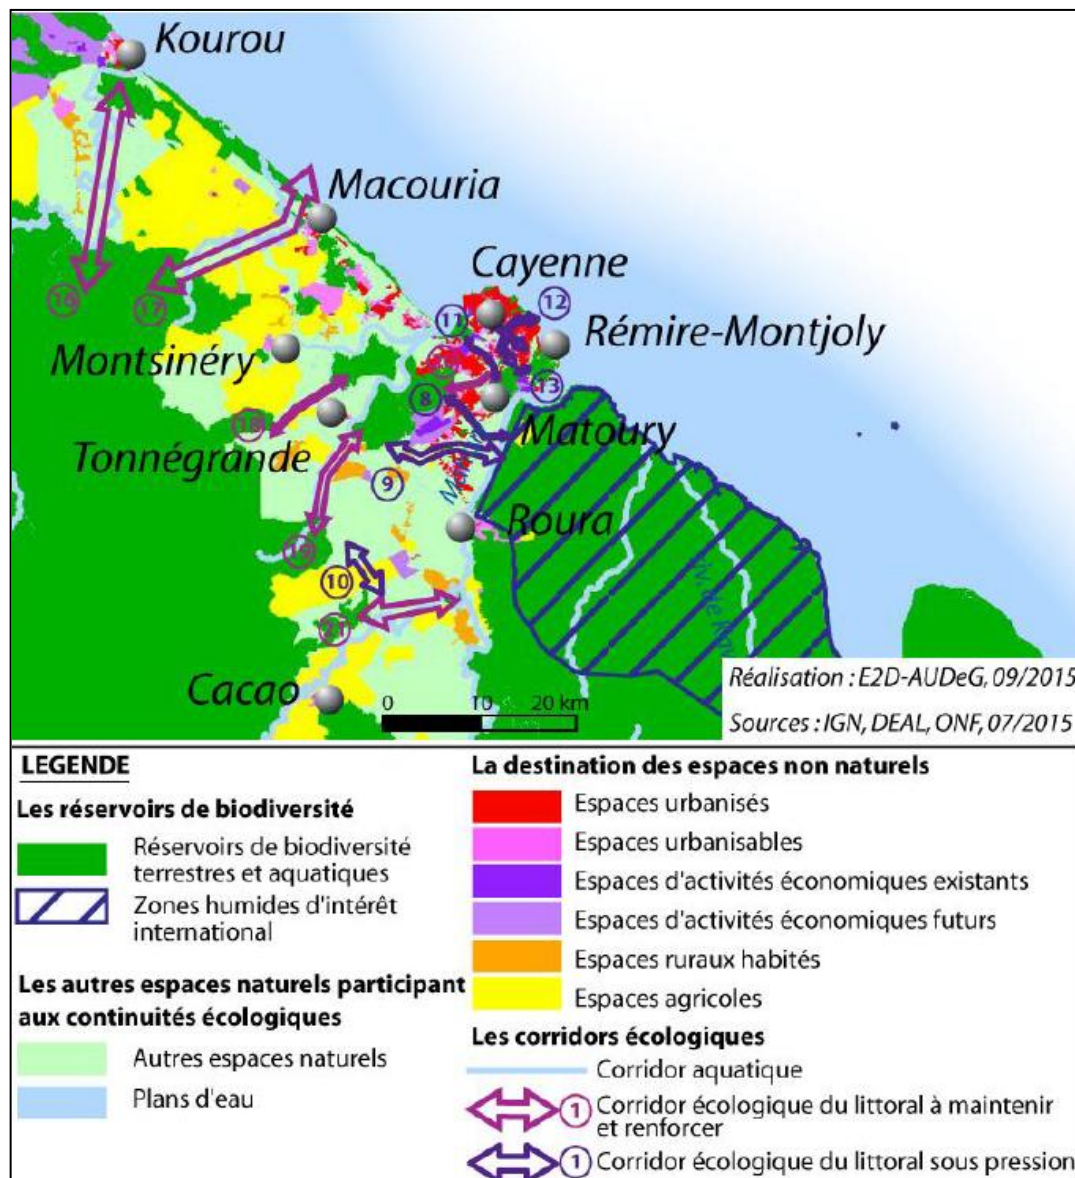 Kourou
Macouria
Cayenne
16
17
11
12
Rémire-Montjoly
Montsinéry
13
8
18
Matoury
Tonnégrande
9
Roura
19
10
21
Cacao
0 10 20 km
Réalisation : E2D-AUDeG, 09/2015
Sources : IGN, DEAL, ONF, 07/2015
LEGENDE
Les réservoirs de biodiversité
Réservoirs de biodiversité
terrestres et aquatiques
Zones humides d'intérêt
international
Les autres espaces naturels participant
aux continuités écologiques
Autres espaces naturels
Plans d'eau
La destination des espaces non naturels
Espaces urbanisés
Espaces urbanisables
Espaces d'activités économiques existants
Espaces d'activités économiques futurs
Espaces ruraux habités
Espaces agricoles
Les corridors écologiques
Corridor aquatique
1 Corridor écologique du littoral à maintenir
et renforcer
1 Corridor écologique du littoral sous pression